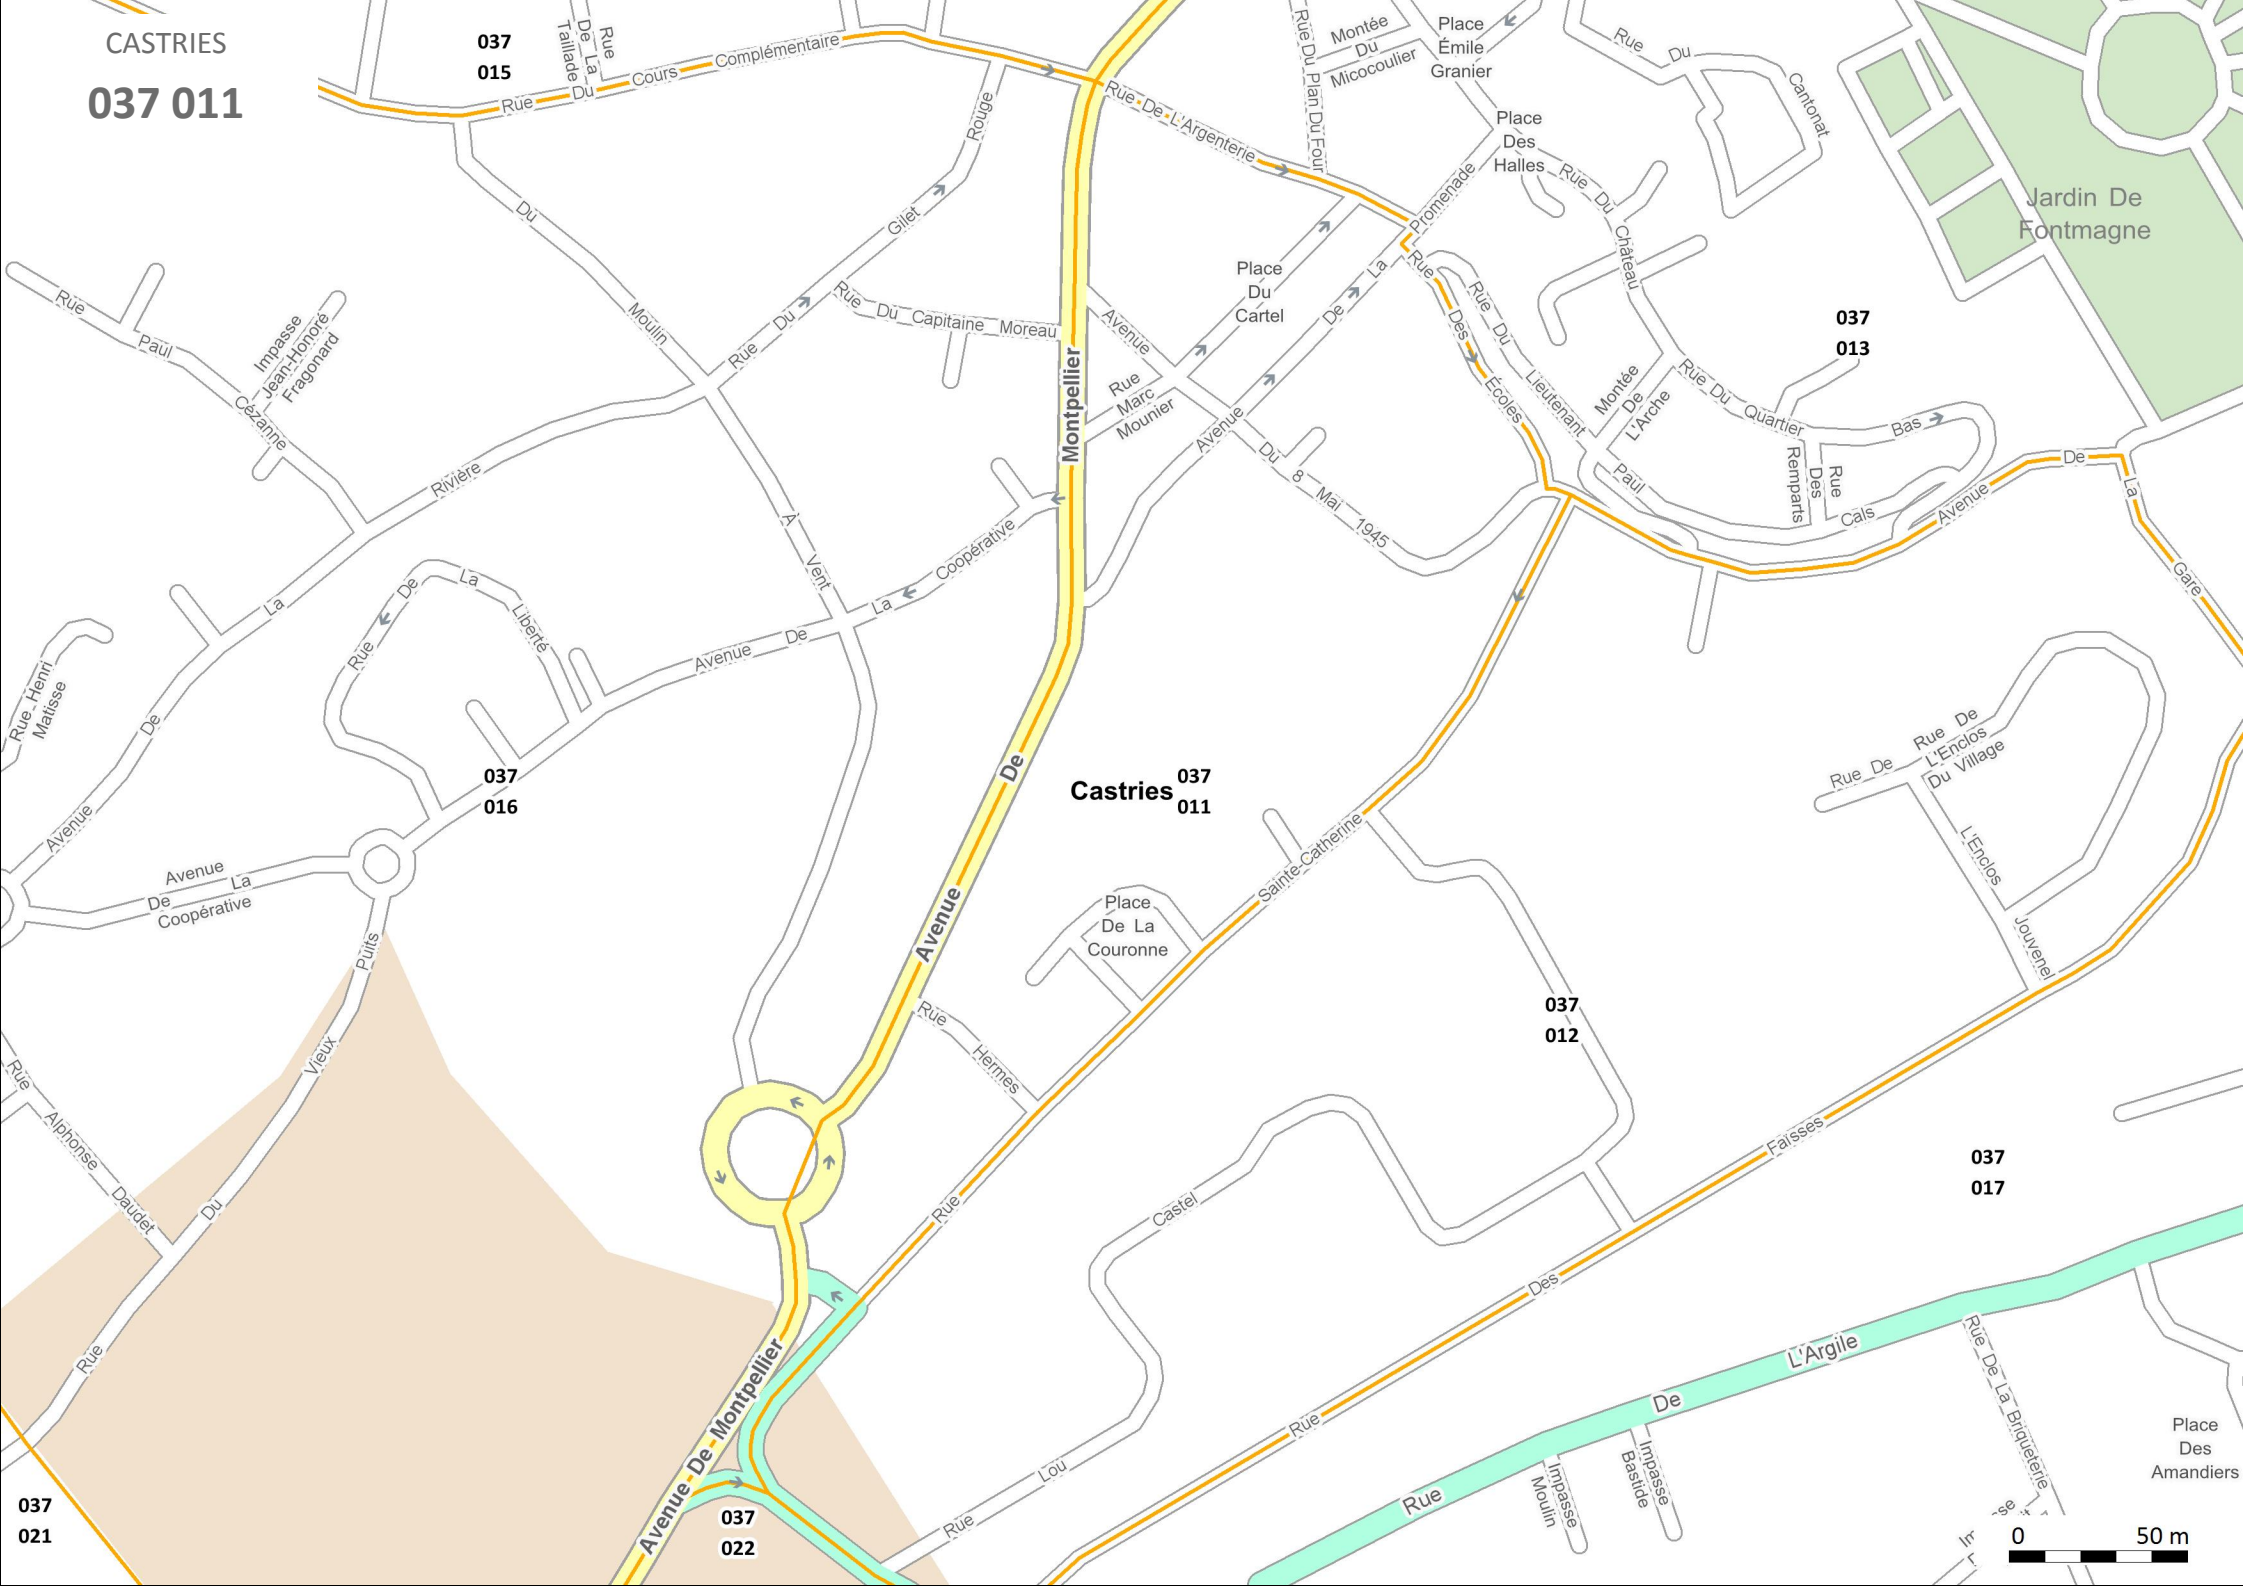 CASTRIES
037 011
037
015
Rue
De La
Taillade
Rue Du Cours Complémentaire
Rue Du Plan Du Four
Montée
Du
Micocoulier
Place
Émile
Granier
Rue Du Cantonat
Rue De L'Argenterie
Place
Des
Halles
Jardin De
Fontmagne
Rue Du Château
Avenue De La Promenade
Place
Du
Cartel
Rue Du Gilet Rouge
Rue Du Capitaine Moreau
Du Moulin À Vent
Rue Paul Cézanne
Impasse
Jean-Honoré
Fragonard
037
013
Rue Des Écoles
Rue Du Lieutenant Paul Cals
Montée
De
L'Arche
Rue Du Quartier Bas
Rue
Des
Remparts
Rue
Marc
Mounier
Avenue Du 8 Mai 1945
Avenue De La Gare
Avenue De La Rivière
Avenue De La Coopérative
Rue De La Liberté
Rue Henri
Matisse
Avenue De Montpellier
Castries
037
011
037
016
Avenue
De La
Coopérative
Rue Sainte-Catherine
Place
De La
Couronne
Rue De
Rue De
L'Enclos
Du Village
L'Enclos Jouvenel
037
012
Rue Hermes
Rue Du Vieux Puits
Rue Alphonse Daudet
Rue Lou Castel
Rue Des Faïsses
037
017
Rue De L'Argile
Avenue De Montpellier
Rue De La Briqueterie
Impasse
Moulin
Impasse
Bastide
Place
Des
Amandiers
037
021
037
022
0 50 m